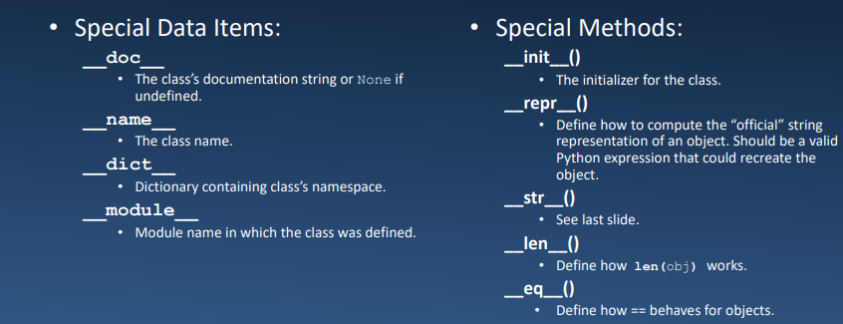 • Special Data Items:
__doc__
• The class's documentation string or None if
undefined.
__name__
• The class name.
__dict__
• Dictionary containing class's namespace.
__module__
• Module name in which the class was defined.
• Special Methods:
__init__()
• The initializer for the class.
__repr__()
• Define how to compute the “official” string
representation of an object. Should be a valid
Python expression that could recreate the
object.
__str__()
• See last slide.
__len__()
• Define how len(obj) works.
__eq__()
• Define how == behaves for objects.